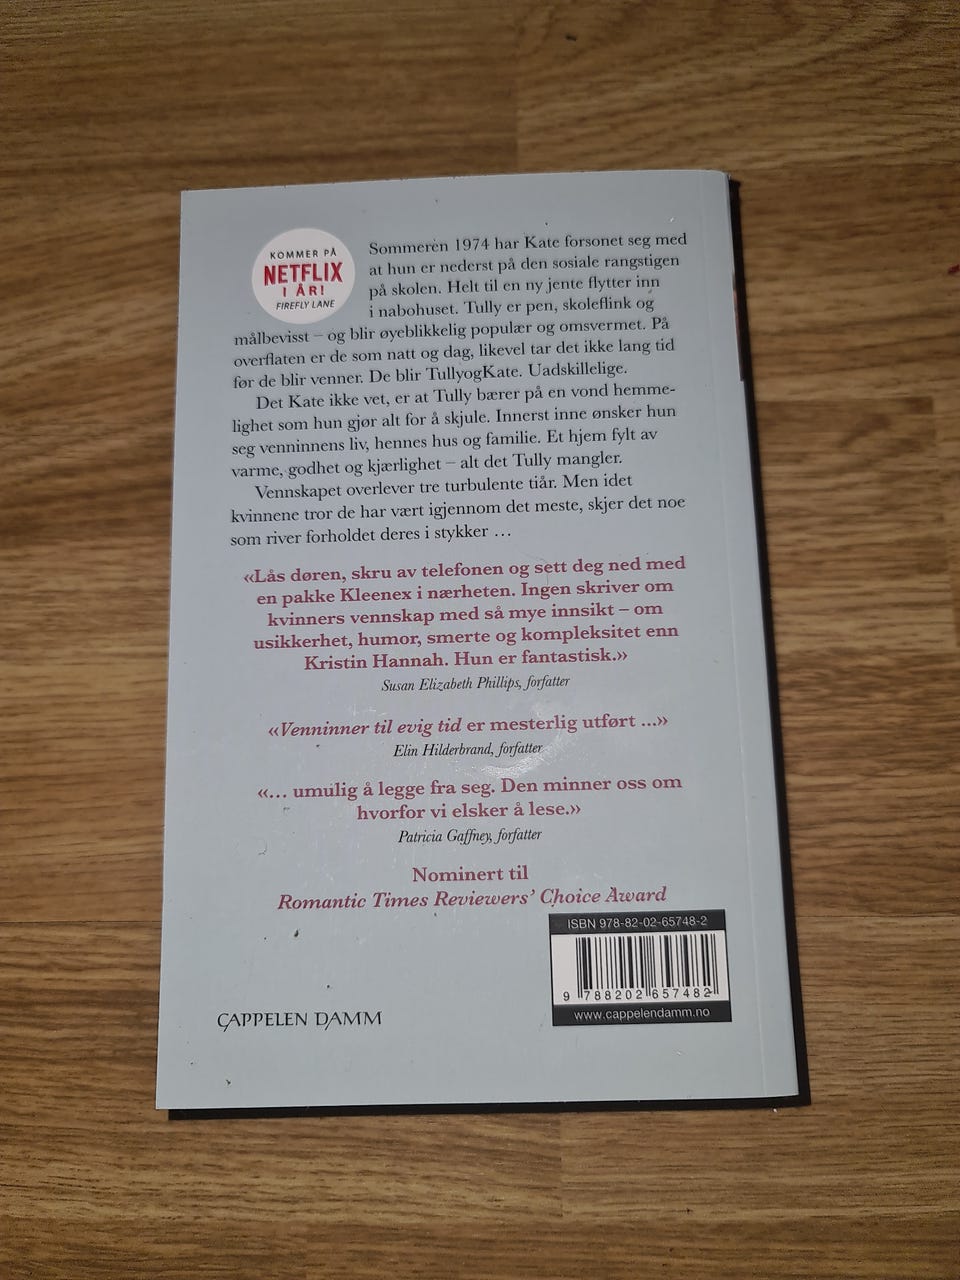 KOMMER PÅ
NETFLIX
I ÅR!
FIREFLY LANE
Sommeren 1974 har Kate forsonet seg med
at hun er nederst på den sosiale rangstigen
på skolen. Helt til en ny jente flytter inn
i nabohuset. Tully er pen, skoleflink og
målbevisst – og blir øyeblikkelig populær og omsvermet. På
overflaten er de som natt og dag, likevel tar det ikke lang tid
før de blir venner. De blir TullyogKate. Uadskillelige.
Det Kate ikke vet, er at Tully bærer på en vond hemme-
lighet som hun gjør alt for å skjule. Innerst inne ønsker hun
seg venninnens liv, hennes hus og familie. Et hjem fylt av
varme, godhet og kjærlighet – alt det Tully mangler.
Vennskapet overlever tre turbulente tiår. Men idet
kvinnene tror de har vært igjennom det meste, skjer det noe
som river forholdet deres i stykker …
«Lås døren, skru av telefonen og sett deg ned med
en pakke Kleenex i nærheten. Ingen skriver om
kvinners vennskap med så mye innsikt – om
usikkerhet, humor, smerte og kompleksitet enn
Kristin Hannah. Hun er fantastisk.»
Susan Elizabeth Phillips, forfatter
«Venninner til evig tid er mesterlig utført ...»
Elin Hilderbrand, forfatter
«… umulig å legge fra seg. Den minner oss om
hvorfor vi elsker å lese.»
Patricia Gaffney, forfatter
Nominert til
Romantic Times Reviewers' Choice Award
ISBN 978-82-02-65748-2
9 788202 657482
www.cappelendamm.no
CAPPELEN DAMM